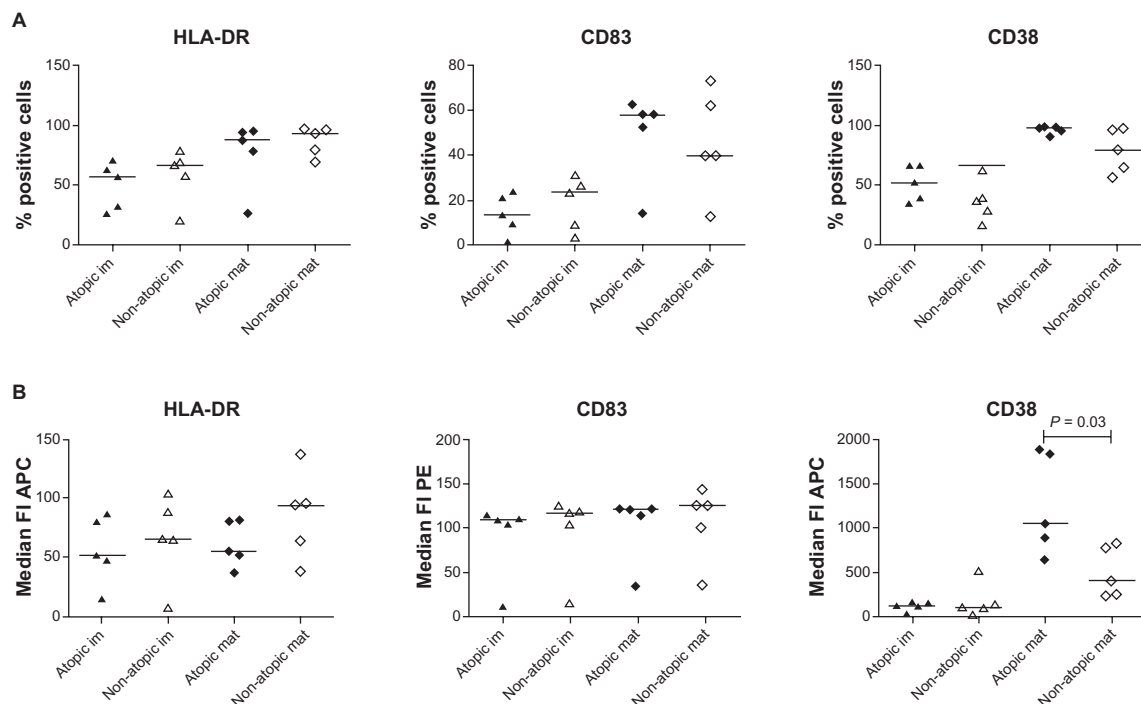 A
HLA-DR
CD83
CD38
% positive cells
150
100
50
0
Atopic im
Non-atopic im
Atopic mat
Non-atopic mat
% positive cells
80
60
40
20
0
Atopic im
Non-atopic im
Atopic mat
Non-atopic mat
% positive cells
150
100
50
0
Atopic im
Non-atopic im
Atopic mat
Non-atopic mat
B
HLA-DR
CD83
CD38
Median FI APC
150
100
50
0
Atopic im
Non-atopic im
Atopic mat
Non-atopic mat
Median FI PE
200
150
100
50
0
Atopic im
Non-atopic im
Atopic mat
Non-atopic mat
P = 0.03
Median FI APC
2000
1500
1000
500
0
Atopic im
Non-atopic im
Atopic mat
Non-atopic mat